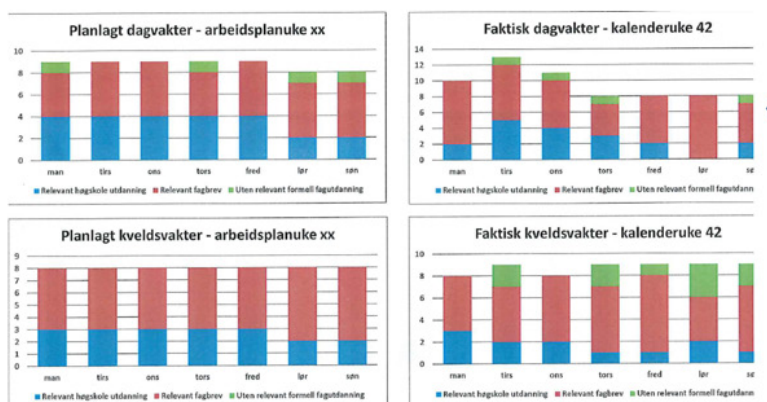 Planlagt dagvakter - arbeidsplanuke xx
10
8
6
4
2
0
man tirs ons tors fred lør søn
Relevant høgskole utdanning Relevant fagbrev Uten relevant formell fagutdanning
Faktisk dagvakter - kalenderuke 42
14
12
10
8
6
4
2
0
man tirs ons tors fred lør sø
Relevant høgskole utdanning Relevant fagbrev Uten relevant formell fagutdann
Planlagt kveldsvakter - arbeidsplanuke xx
9
8
7
6
5
4
3
2
1
0
man tirs ons tors fred lør søn
Relevant høgskole utdanning Relevant fagbrev Uten relevant formell fagutdanning
Faktisk kveldsvakter - kalenderuke 42
10
8
6
4
2
0
man tirs ons tors fred lør sø
Relevant høgskole utdanning Relevant fagbrev Uten relevant formell fagutdann